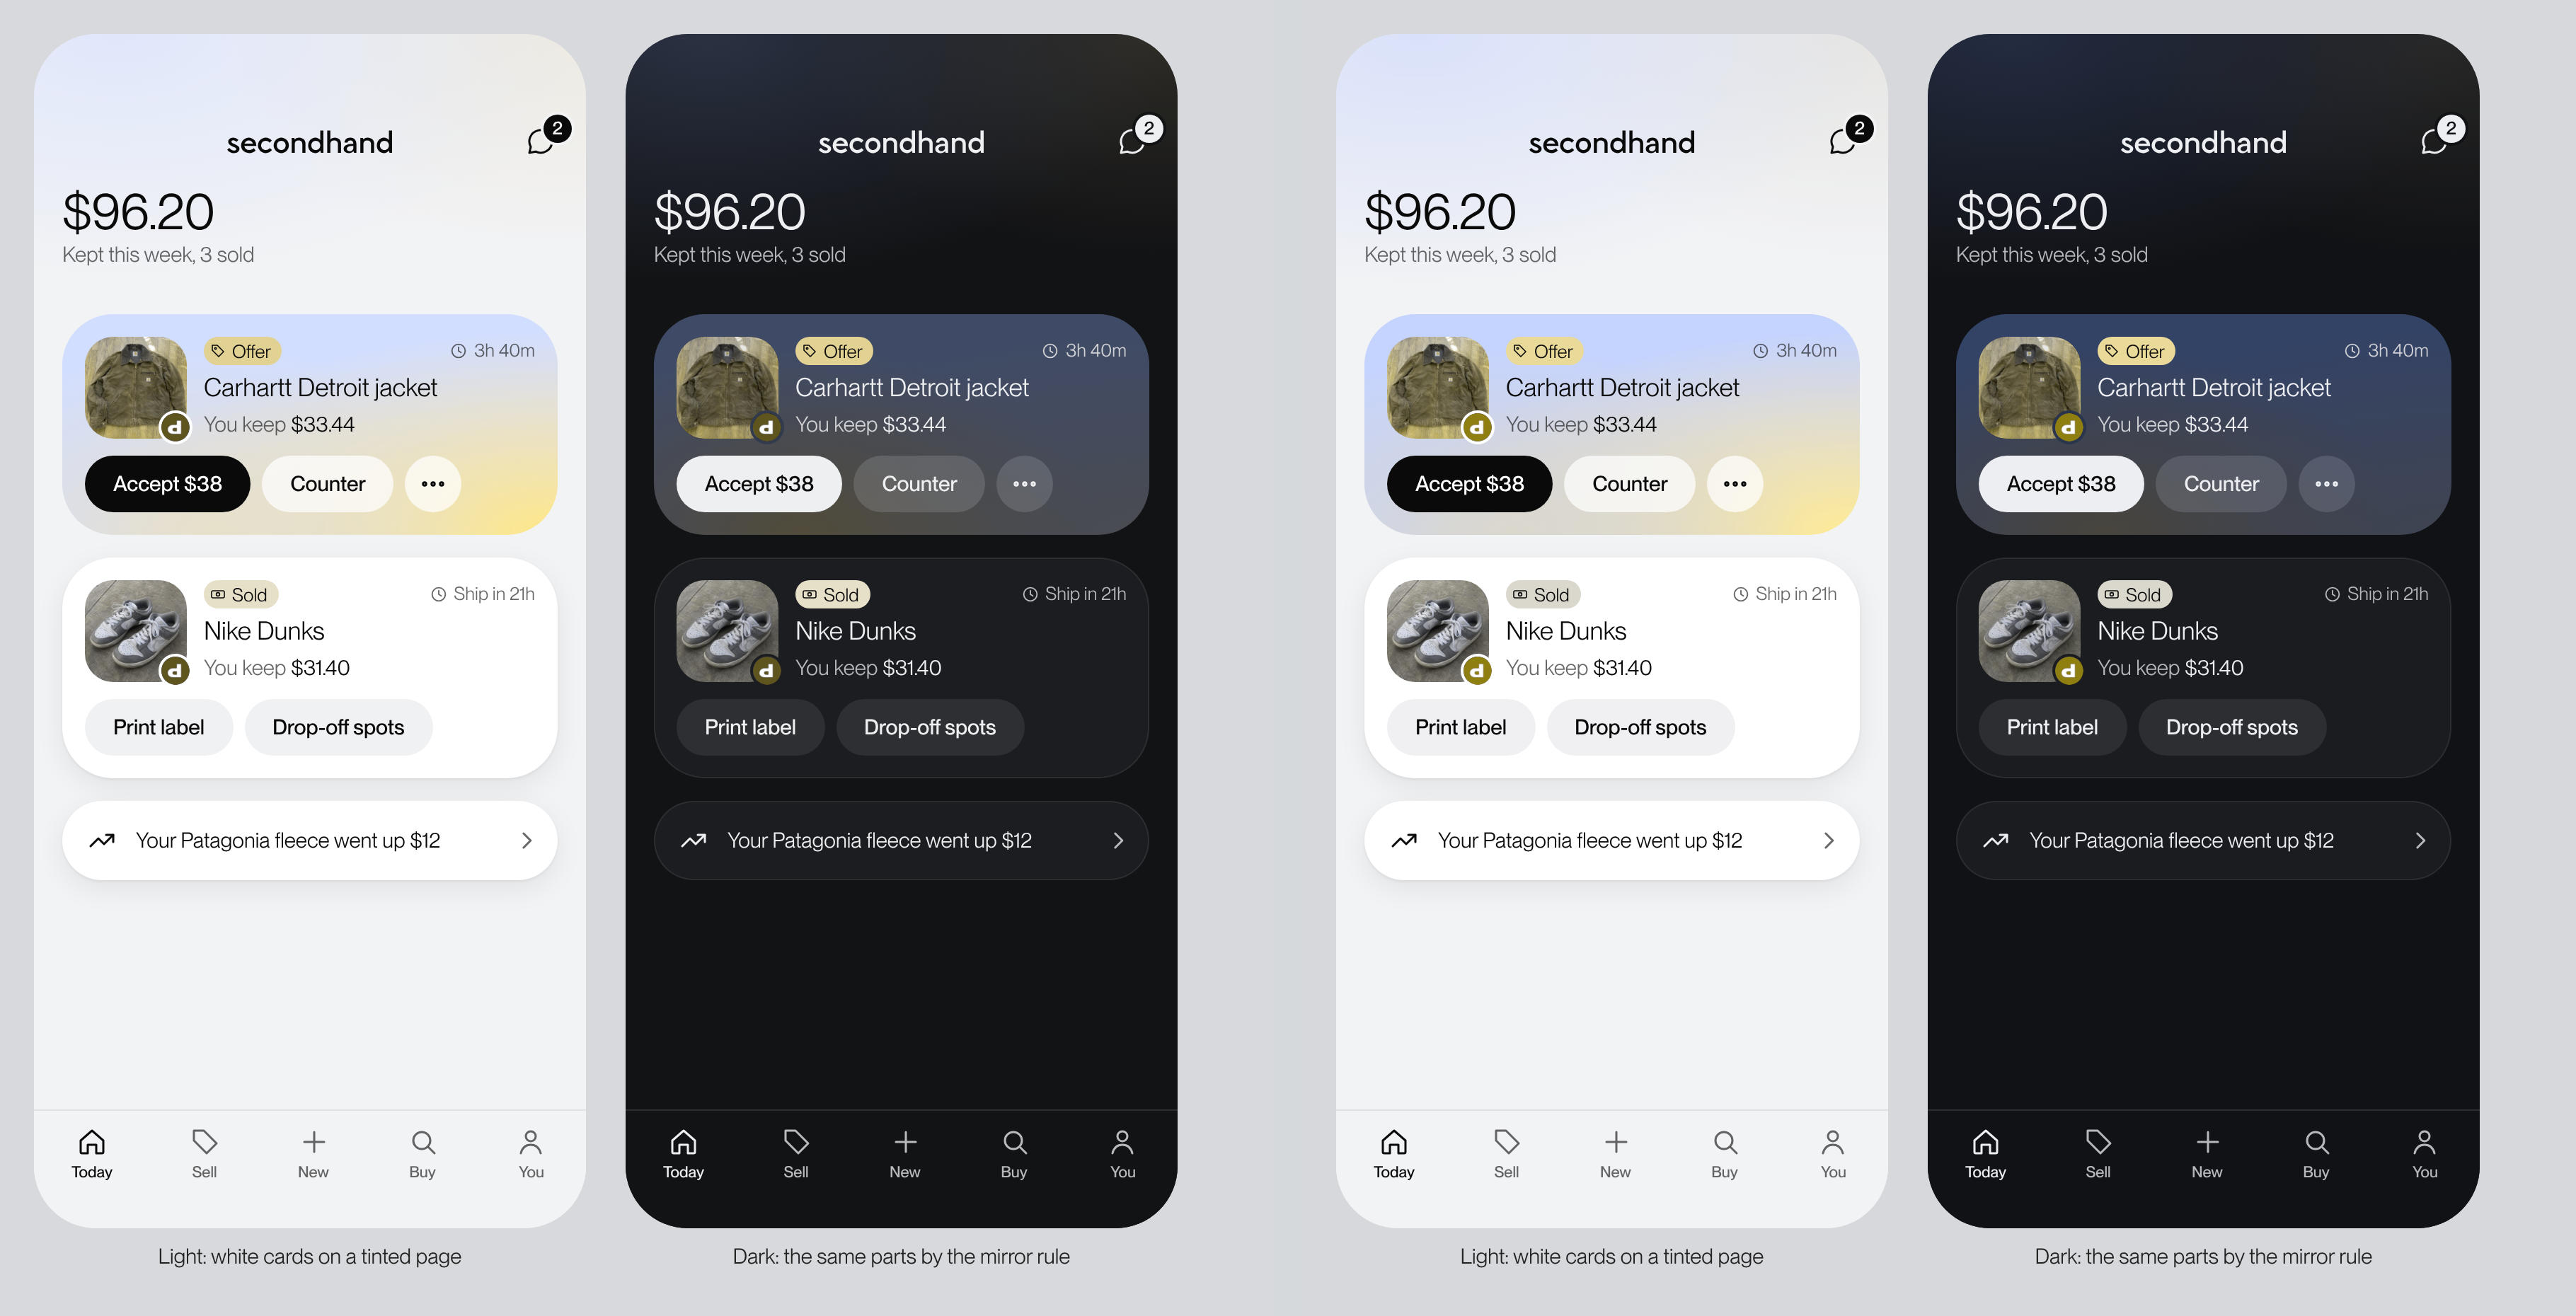 secondhand
2
$96.20
Kept this week, 3 sold
Offer
3h 40m
Carhartt Detroit jacket
You keep $33.44
d
Accept $38
Counter
Sold
Ship in 21h
Nike Dunks
You keep $31.40
d
Print label
Drop-off spots
Your Patagonia fleece went up $12
Today
Sell
New
Buy
You
Light: white cards on a tinted page
secondhand
2
$96.20
Kept this week, 3 sold
Offer
3h 40m
Carhartt Detroit jacket
You keep $33.44
d
Accept $38
Counter
Sold
Ship in 21h
Nike Dunks
You keep $31.40
d
Print label
Drop-off spots
Your Patagonia fleece went up $12
Today
Sell
New
Buy
You
Dark: the same parts by the mirror rule
secondhand
2
$96.20
Kept this week, 3 sold
Offer
3h 40m
Carhartt Detroit jacket
You keep $33.44
d
Accept $38
Counter
Sold
Ship in 21h
Nike Dunks
You keep $31.40
d
Print label
Drop-off spots
Your Patagonia fleece went up $12
Today
Sell
New
Buy
You
Light: white cards on a tinted page
secondhand
2
$96.20
Kept this week, 3 sold
Offer
3h 40m
Carhartt Detroit jacket
You keep $33.44
d
Accept $38
Counter
Sold
Ship in 21h
Nike Dunks
You keep $31.40
d
Print label
Drop-off spots
Your Patagonia fleece went up $12
Today
Sell
New
Buy
You
Dark: the same parts by the mirror rule